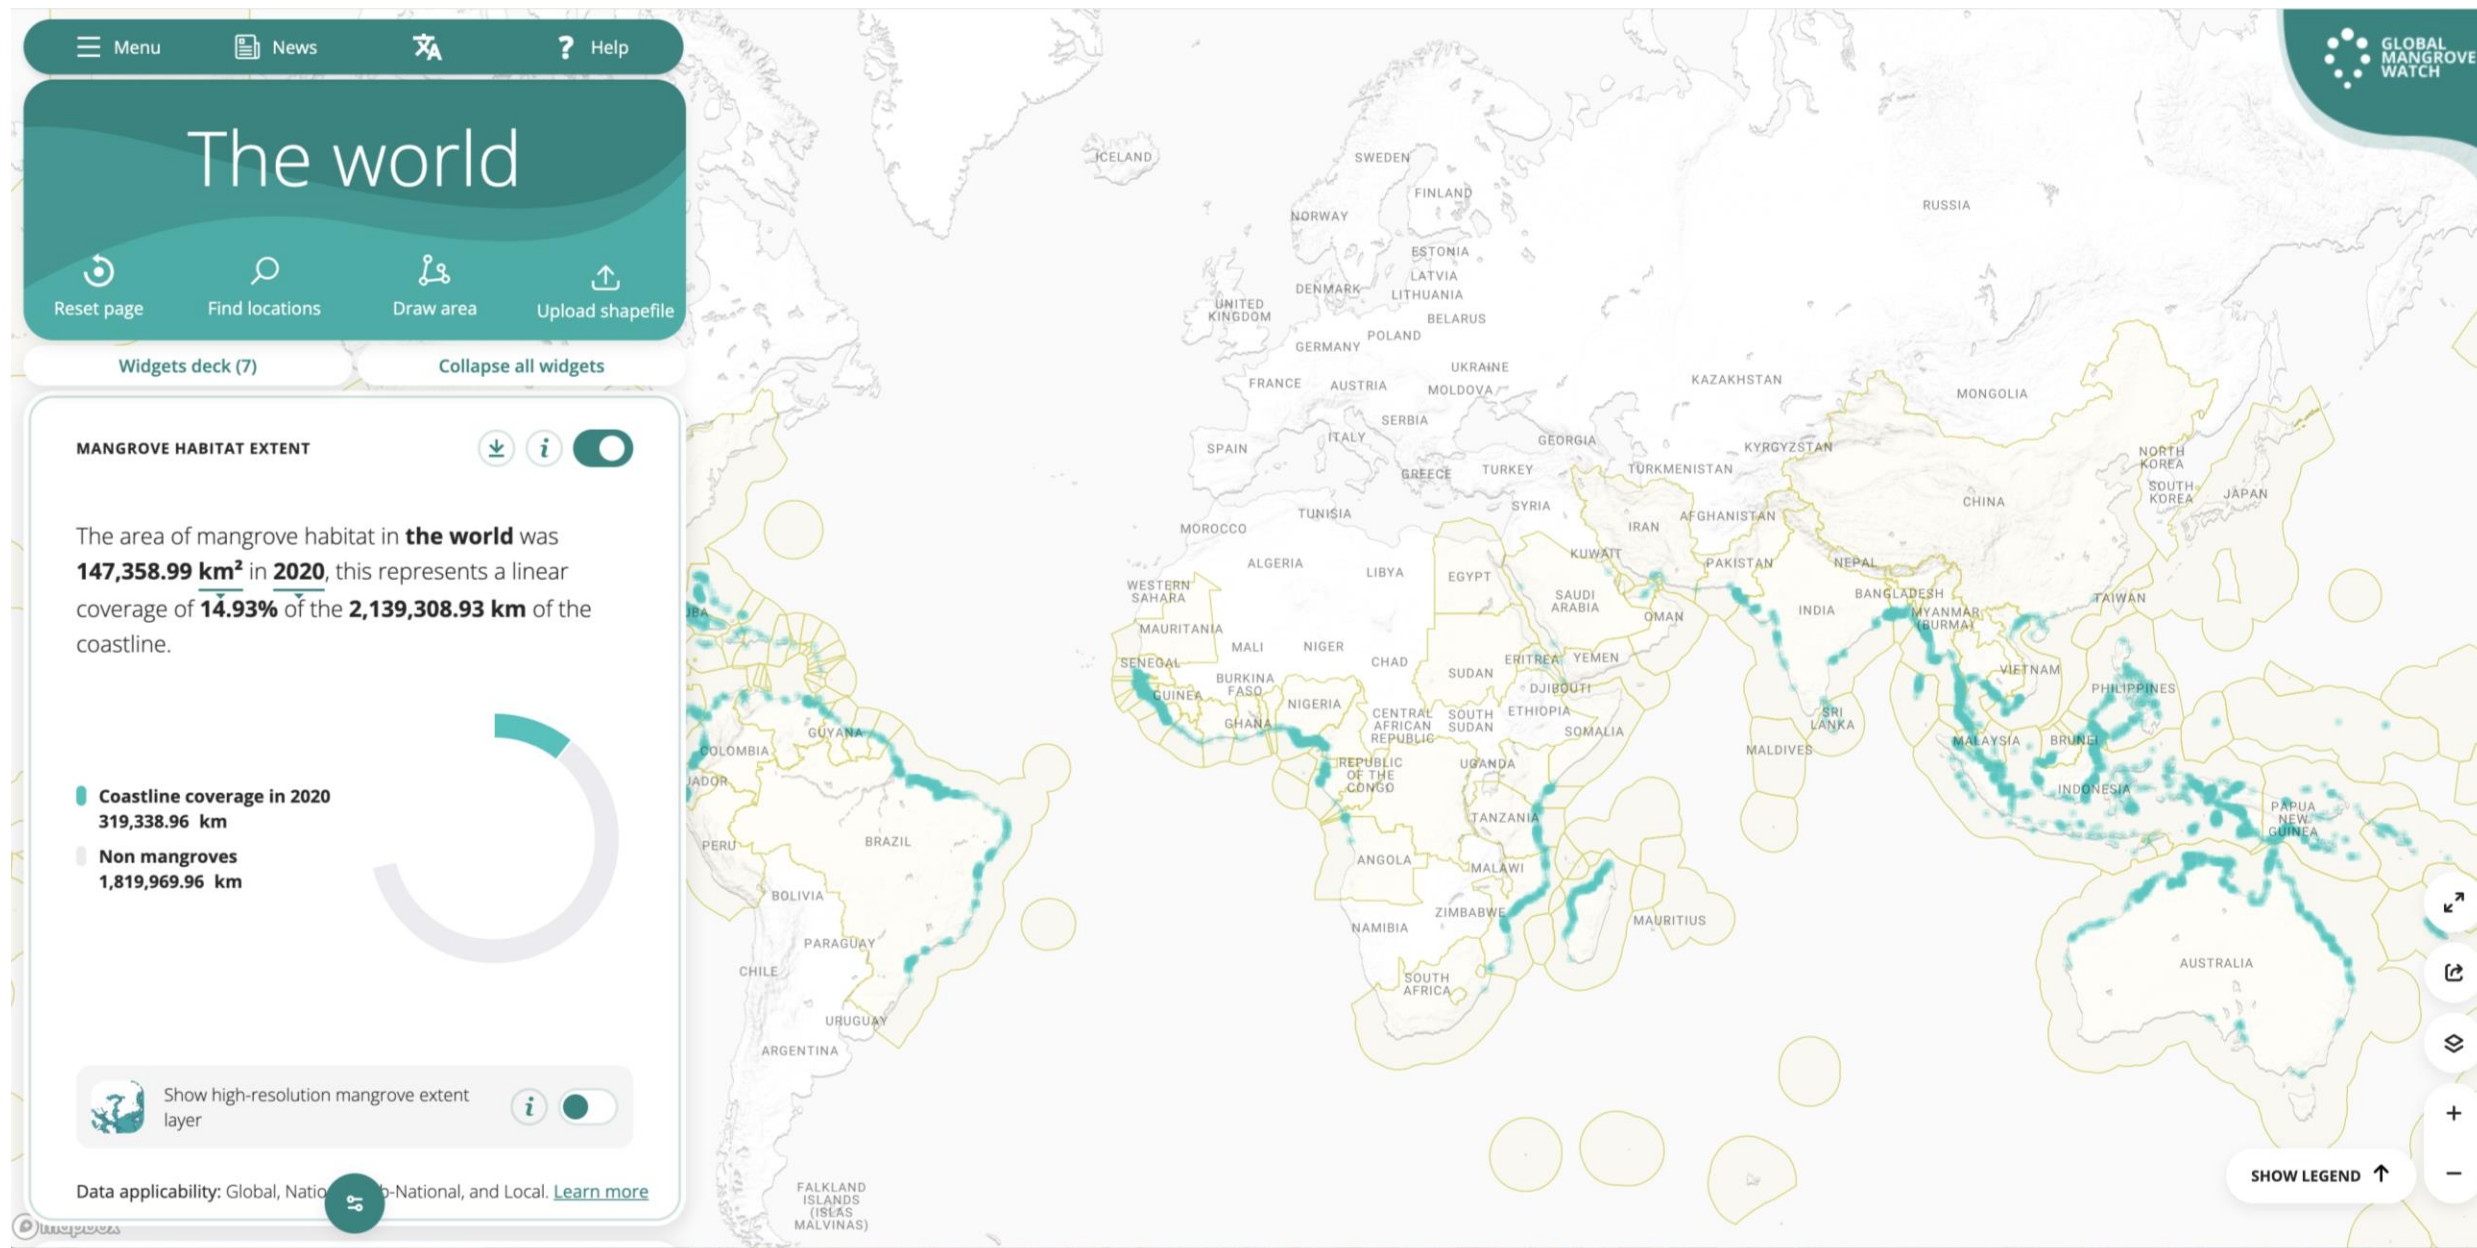 Menu
News
Help
GLOBAL
MANGROVE
WATCH
The world
Reset page
Find locations
Draw area
Upload shapefile
Widgets deck (7)
Collapse all widgets
MANGROVE HABITAT EXTENT
The area of mangrove habitat in the world was
147,358.99 km² in 2020, this represents a linear
coverage of 14.93% of the 2,139,308.93 km of the
coastline.
Coastline coverage in 2020
319,338.96 km
Non mangroves
1,819,969.96 km
Show high-resolution mangrove extent
layer
Data applicability: Global, Natio b-National, and Local. Learn more
mapbox
ICELAND
SWEDEN
FINLAND
NORWAY
RUSSIA
ESTONIA
LATVIA
DENMARK
LITHUANIA
UNITED
KINGDOM
BELARUS
POLAND
GERMANY
UKRAINE
FRANCE
AUSTRIA
MOLDOVA
KAZAKHSTAN
MONGOLIA
SERBIA
ITALY
GEORGIA
KYRGYZSTAN
SPAIN
GREECE
TURKEY
TURKMENISTAN
NORTH
KOREA
SOUTH
KOREA
JAPAN
SYRIA
CHINA
TUNISIA
AFGHANISTAN
MOROCCO
IRAN
ALGERIA
LIBYA
EGYPT
KUWAIT
PAKISTAN
NEPAL
WESTERN
SAHARA
SAUDI
ARABIA
BANGLADESH
TAIWAN
OMAN
INDIA
MYANMAR
(BURMA)
UBA
MAURITANIA
MALI
NIGER
CHAD
SENEGAL
ERITREA
YEMEN
SUDAN
VIETNAM
BURKINA
FASO
DJIBOUTI
PHILIPPINES
GUINEA
NIGERIA
GHANA
CENTRAL
AFRICAN
REPUBLIC
SOUTH
SUDAN
ETHIOPIA
SRI
LANKA
GUYANA
SOMALIA
COLOMBIA
MALDIVES
MALAYSIA
BRUNEI
UADOR
REPUBLIC
OF THE
CONGO
UGANDA
INDONESIA
PAPUA
NEW
GUINEA
TANZANIA
PERU
BRAZIL
ANGOLA
MALAWI
BOLIVIA
ZIMBABWE
NAMIBIA
MAURITIUS
PARAGUAY
CHILE
SOUTH
AFRICA
AUSTRALIA
URUGUAY
ARGENTINA
FALKLAND
ISLANDS
(ISLAS
MALVINAS)
SHOW LEGEND